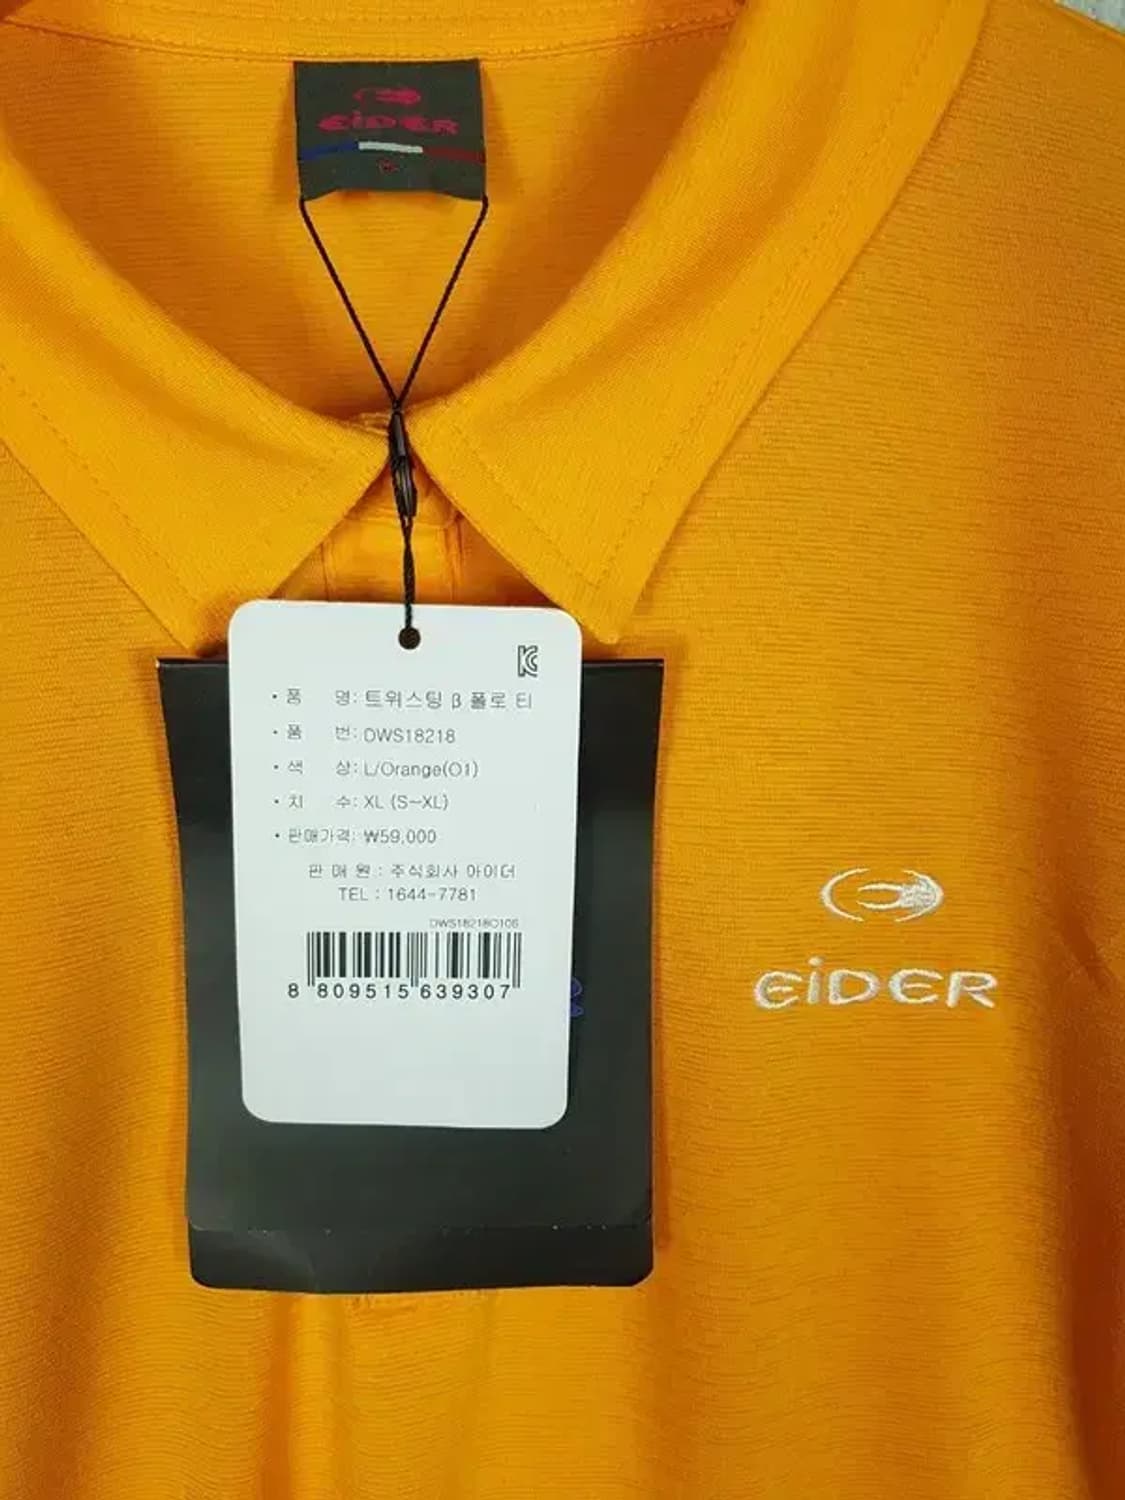 EiDER
· 품 명: 트위스팅 β 폴로 티
· 품 번: DWS18218
· 색 상: L/Orange(O1)
· 치 수: XL (S~XL)
· 판매가격: ₩59,000
판 매 원 : 주식회사 아이더
TEL : 1644-7781
DWS18218O106
8 809515 639307
EiDER